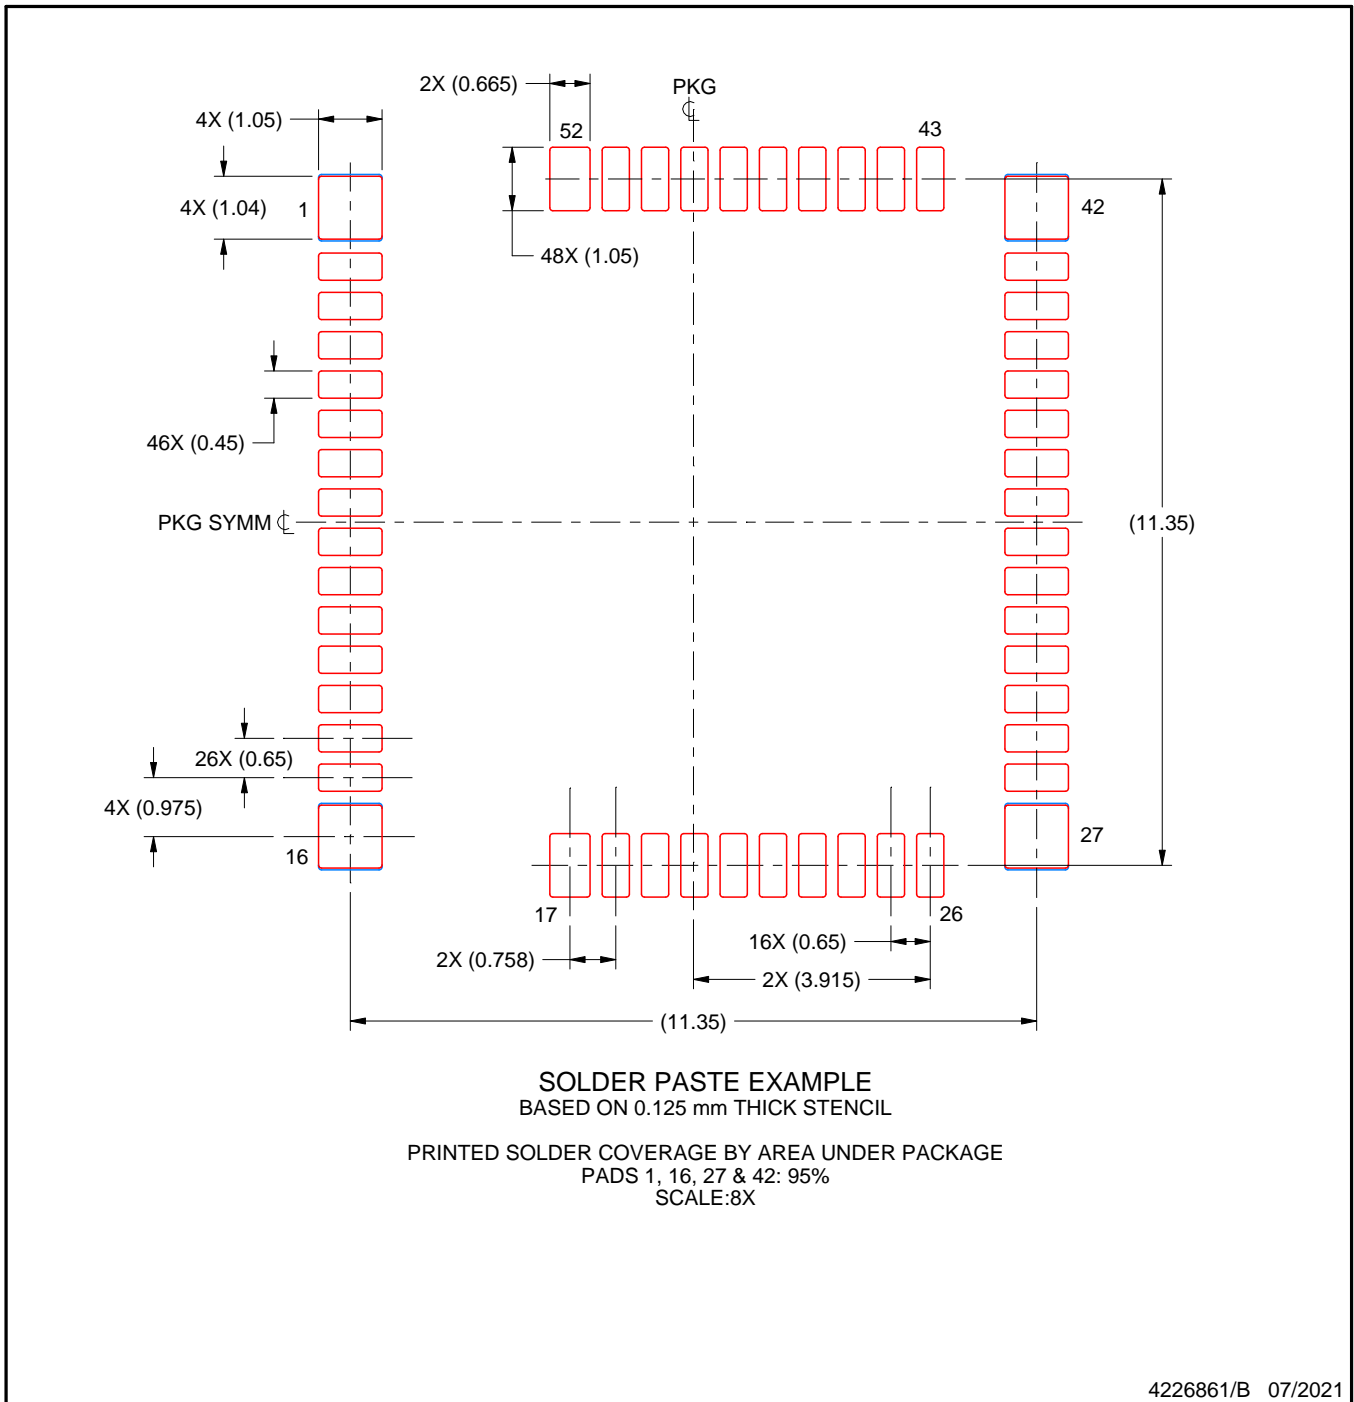 2X (0.665)
PKG
4X (1.05)
52
43
4X (1.04)
1
42
48X (1.05)
46X (0.45)
PKG SYMM
(11.35)
26X (0.65)
4X (0.975)
16
27
17
26
2X (0.758)
16X (0.65)
2X (3.915)
(11.35)
SOLDER PASTE EXAMPLE
BASED ON 0.125 mm THICK STENCIL
PRINTED SOLDER COVERAGE BY AREA UNDER PACKAGE
PADS 1, 16, 27 & 42: 95%
SCALE:8X
4226861/B 07/2021